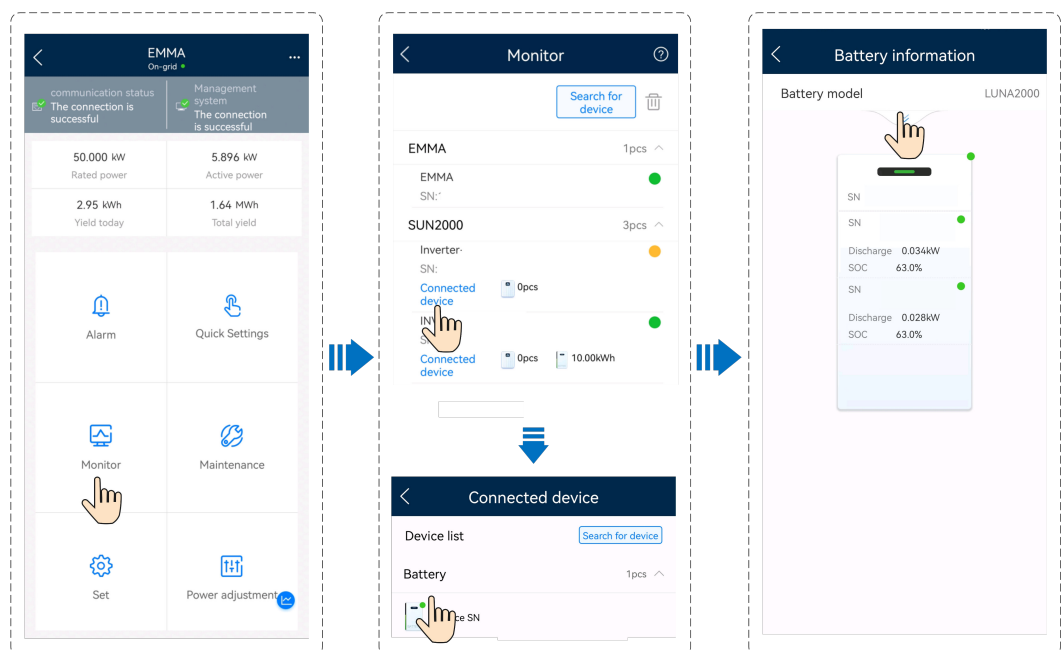 EMMA
On-grid
communication status
The connection is
successful
Management
system
The connection
is successful
50.000 kW
5.896 kW
Rated power
Active power
2.95 kWh
1.64 MWh
Yield today
Total yield
Alarm
Quick Settings
Monitor
Maintenance
Set
Power adjustment
Monitor
Search for
device
EMMA
1pcs
EMMA
SN:
SUN2000
3pcs
Inverter-
SN:
Connected
device
0pcs
Connected
device
0pcs
10.00kWh
Connected device
Device list
Search for device
Battery
1pcs
SN
Battery information
Battery model
LUNA2000
SN
SN
Discharge 0.034kW
SOC 63.0%
SN
Discharge 0.028kW
SOC 63.0%